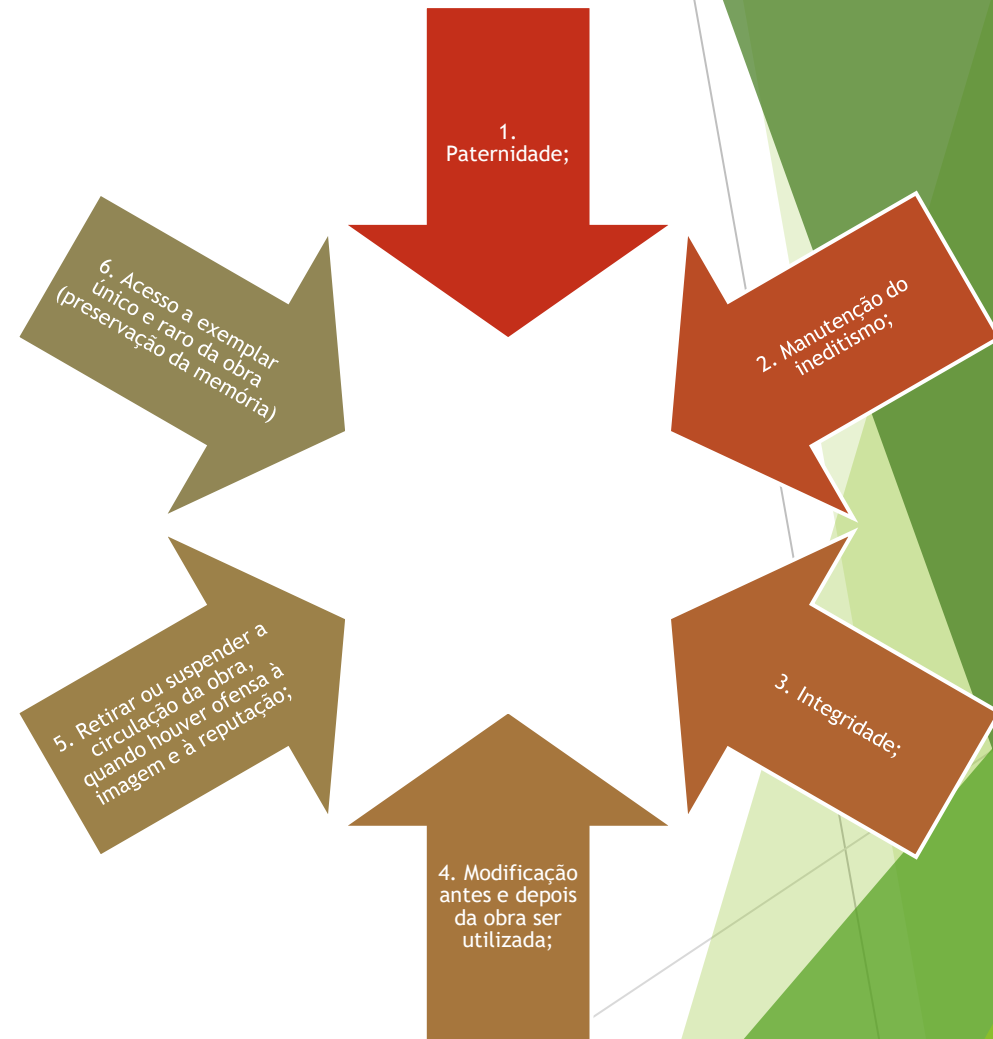 1.
Paternidade;
2. Manutenção do
ineditismo;
3. Integridade;
4. Modificação
antes e depois
da obra ser
utilizada;
5. Retirar ou suspender a
circulação da obra,
quando houver ofensa à
imagem e à reputação;
6. Acesso a exemplar
único e raro da obra
(preservação da memória)